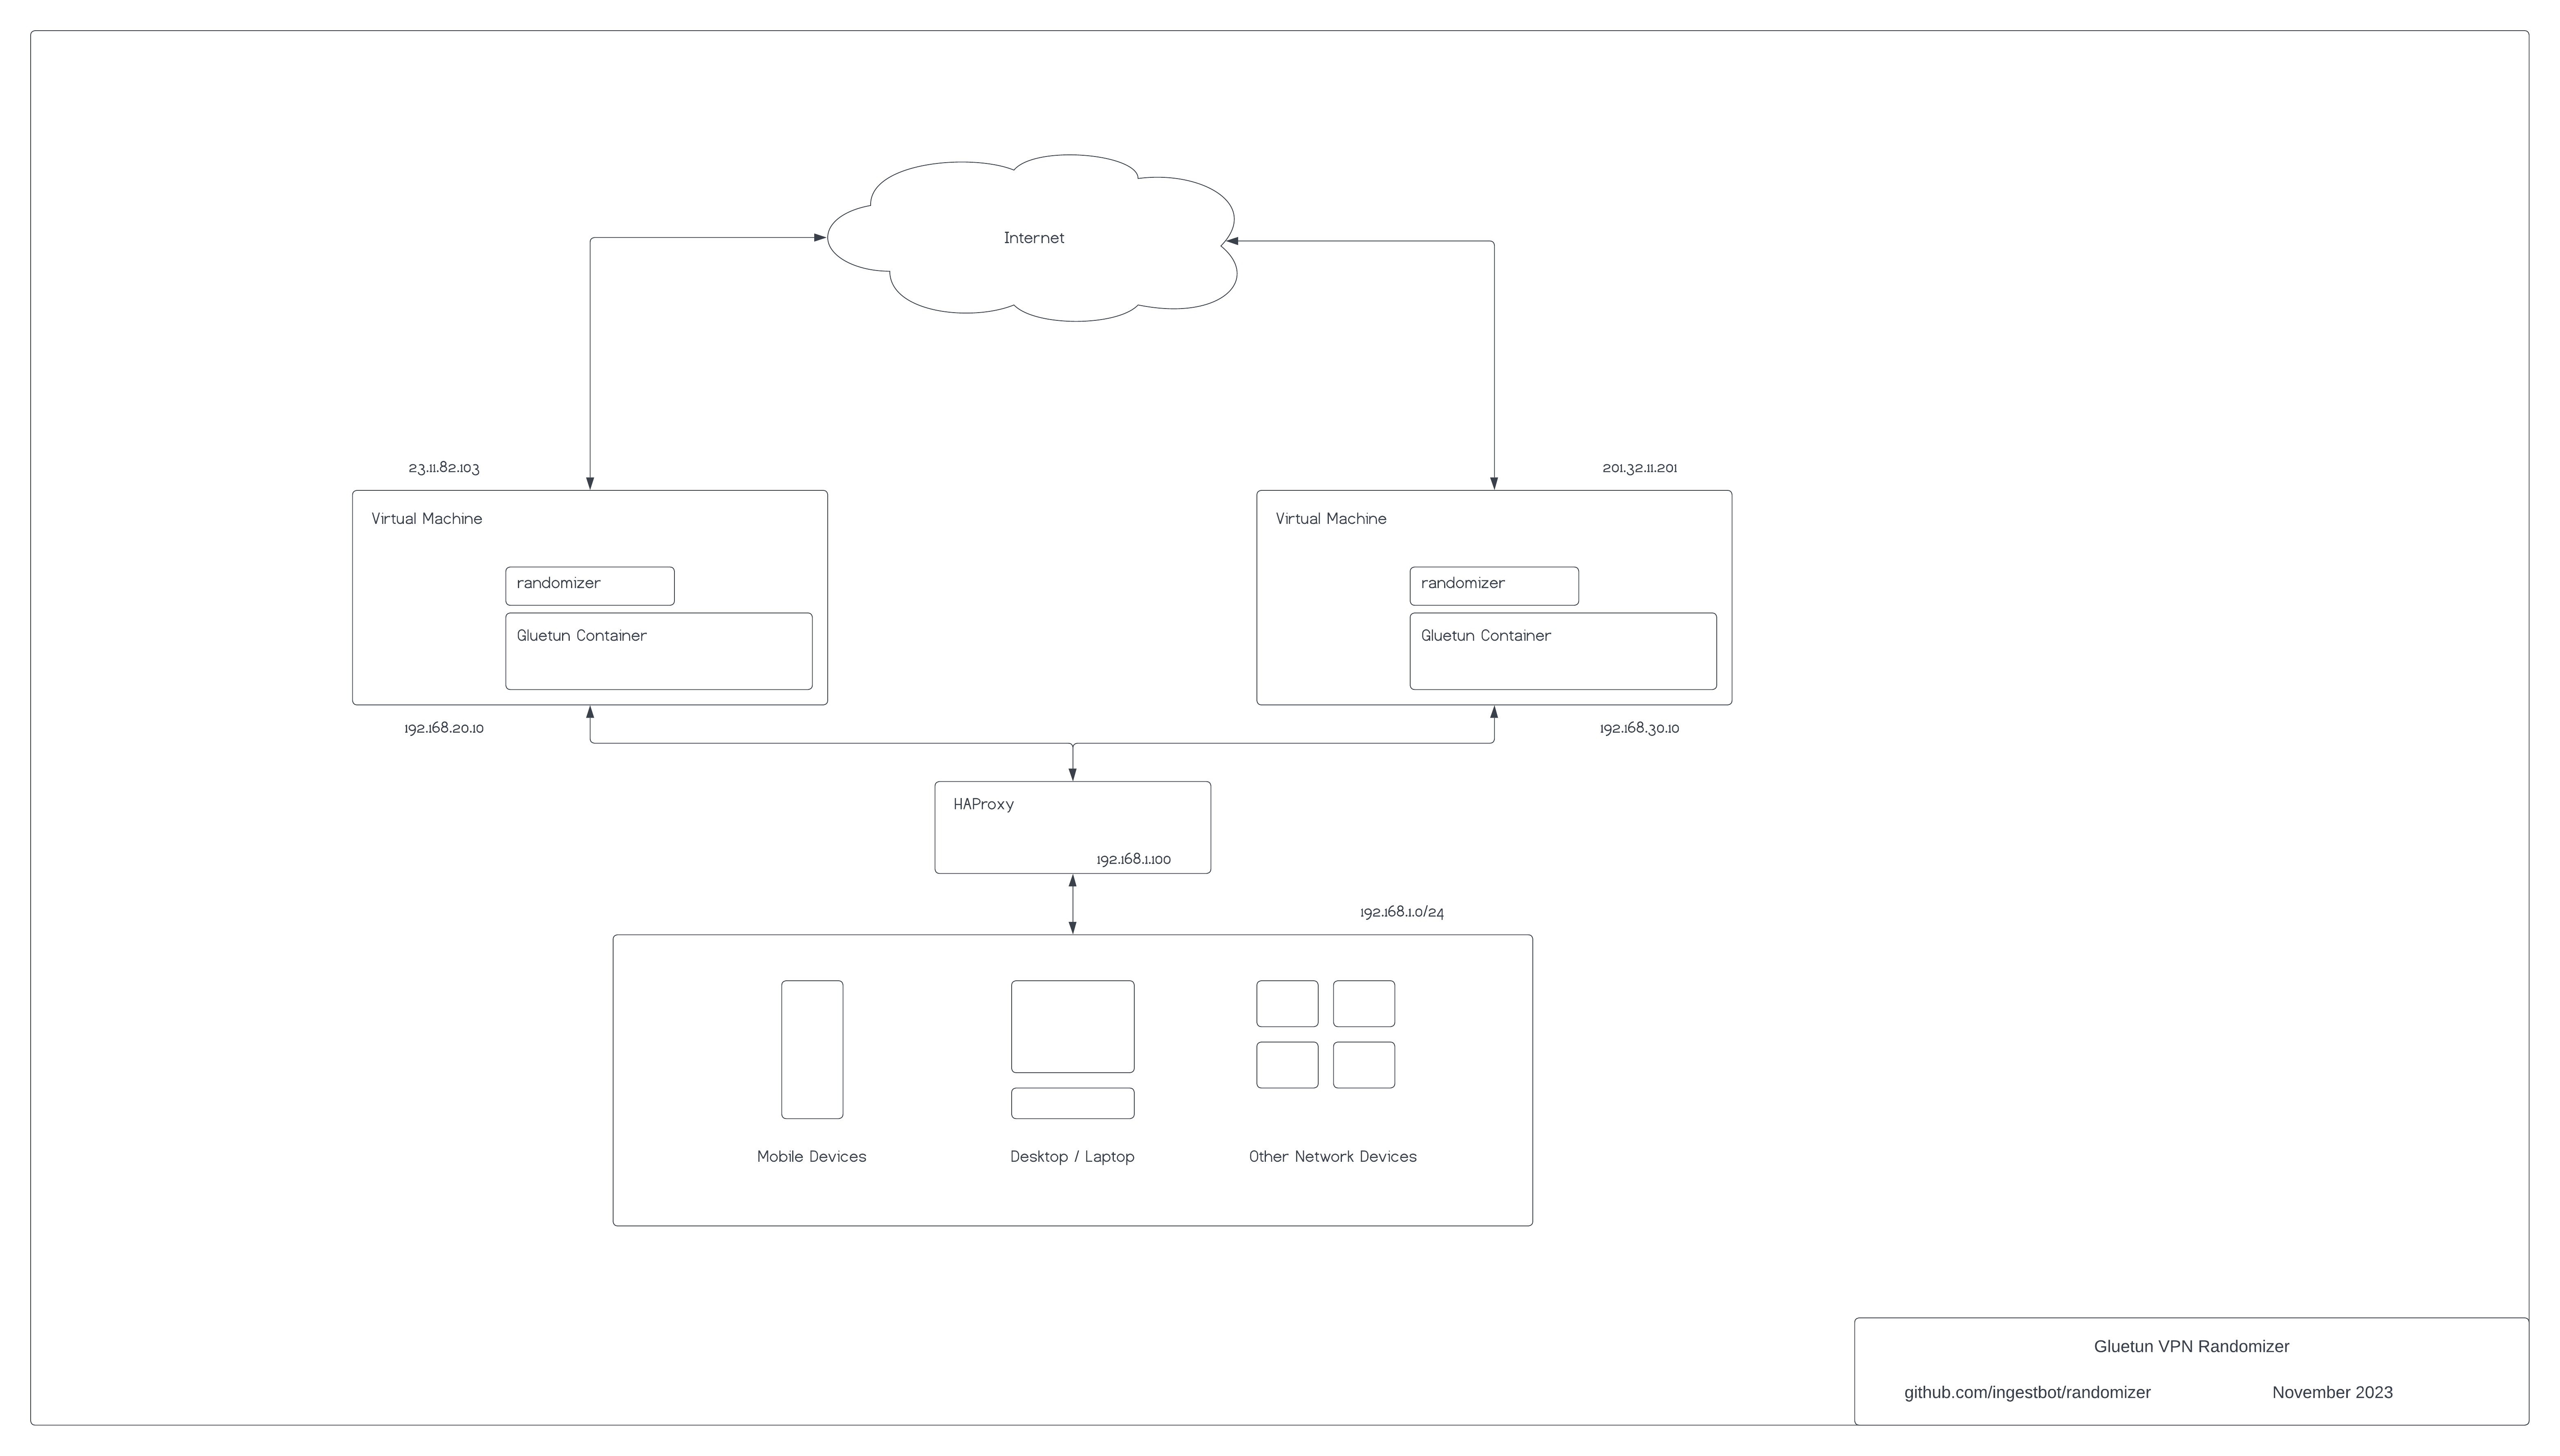 Internet
23.11.82.103
201.32.11.201
Virtual Machine
Virtual Machine
randomizer
randomizer
Gluetun Container
Gluetun Container
192.168.20.10
192.168.30.10
HAProxy
192.168.1.100
192.168.1.0/24
Mobile Devices
Desktop / Laptop
Other Network Devices
Gluetun VPN Randomizer
github.com/ingestbot/randomizer
November 2023